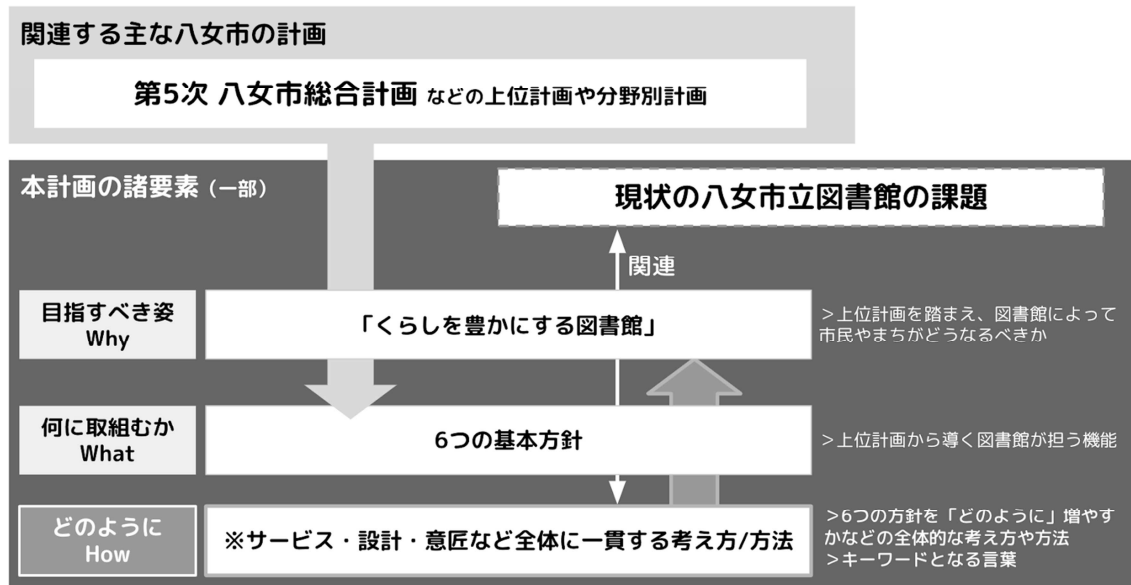 関連する主な八女市の計画
第5次 八女市総合計画 などの上位計画や分野別計画
本計画の諸要素（一部）
現状の八女市立図書館の課題
関連
目指すべき姿
Why
「くらしを豊かにする図書館」
＞上位計画を踏まえ、図書館によって
市民やまちがどうなるべきか
何に取組むか
What
6つの基本方針
＞上位計画から導く図書館が担う機能
どのように
How
※サービス・設計・意匠など全体に一貫する考え方/方法
＞6つの方針を「どのように」増やす
かなどの全体的な考え方や方法
＞キーワードとなる言葉